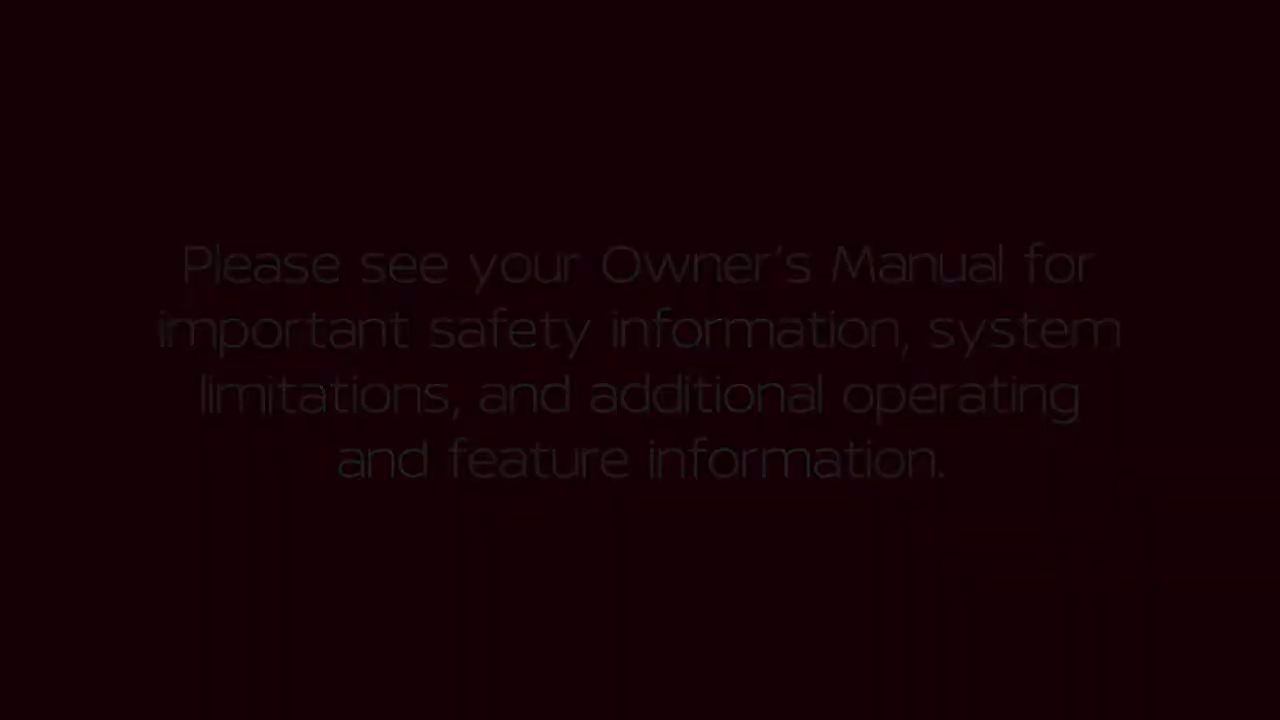 Please see your Owner's Manual for
important safety information, system
limitations, and additional operating
and feature information.